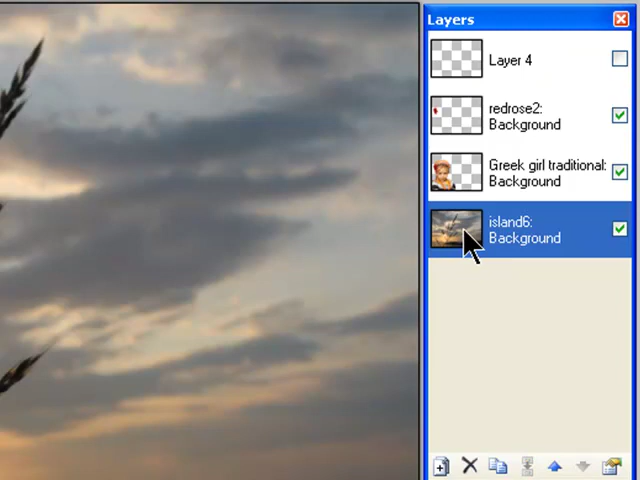 Layers
Layer 4
redrose2:
Background
Greek girl traditional:
Background
island6:
Background